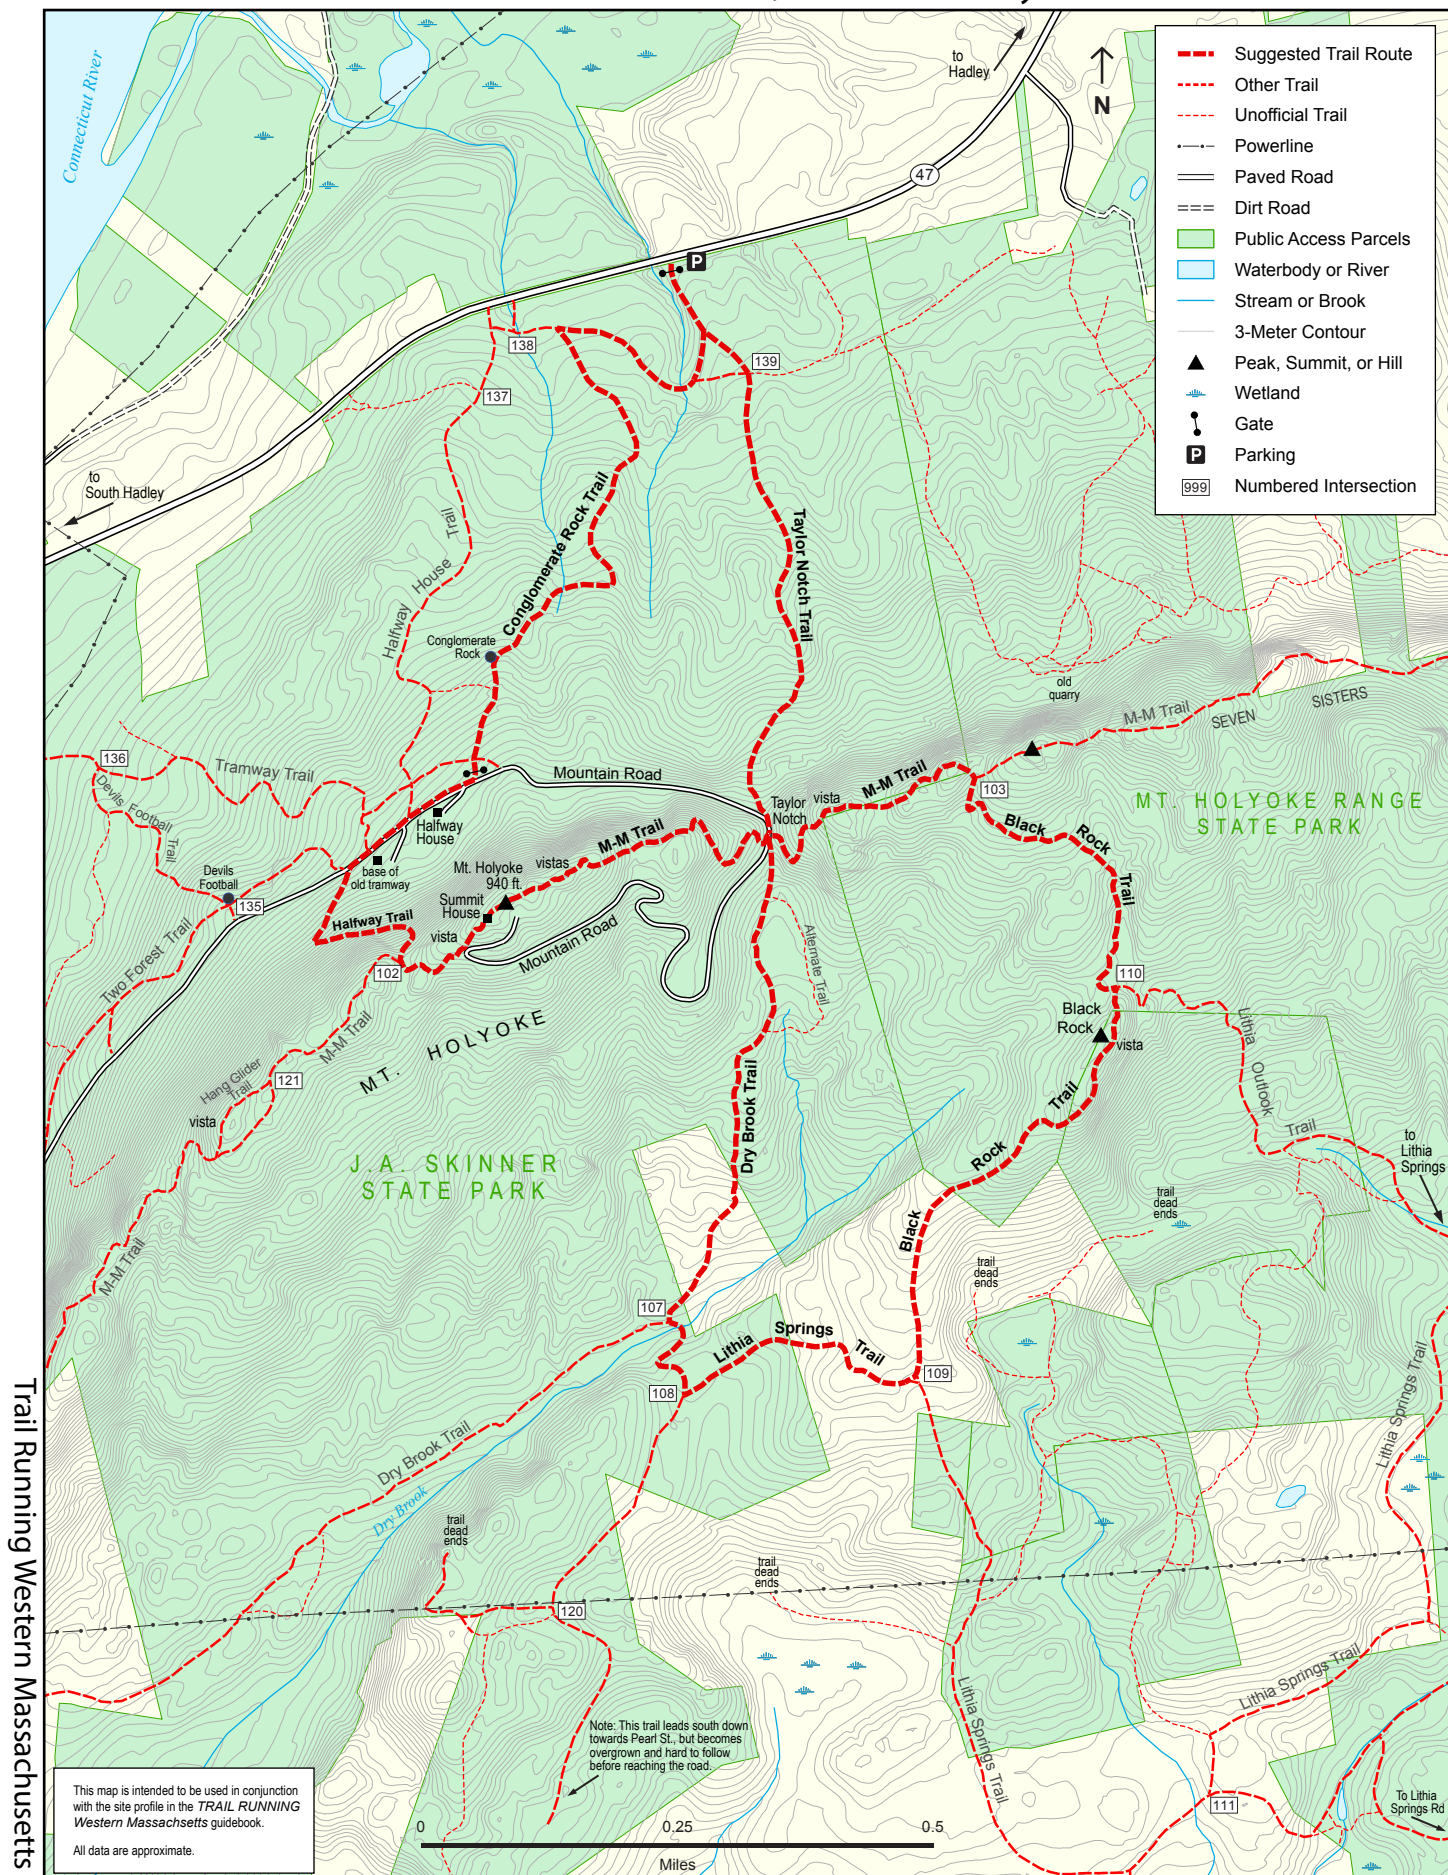 to
Hadley
N
47
Connecticut River
Suggested Trail Route
Other Trail
Unofficial Trail
Powerline
Paved Road
Dirt Road
Public Access Parcels
Waterbody or River
Stream or Brook
3-Meter Contour
Peak, Summit, or Hill
Wetland
Gate
P Parking
999 Numbered Intersection
P
138
139
137
to
South Hadley
Halfway House Trail
Conglomerate Rock Trail
Taylor Notch Trail
Conglomerate
Rock
old
quarry
M-M Trail
SEVEN SISTERS
136
Tramway Trail
Mountain Road
Devils Football Trail
Taylor
Notch
vista
M-M Trail
103
MT. HOLYOKE RANGE
STATE PARK
Halfway
House
M-M Trail
Black Rock Trail
base of
old tramway
vistas
Mt. Holyoke
940 ft.
Devils
Football
135
Summit
House
Halfway Trail
vista
Mountain Road
Alternate Trail
Two Forest Trail
102
110
Black
Rock
vista
Lithia Outlook Trail
M-M Trail
MT. HOLYOKE
Hang Glider
Trail
121
vista
Dry Brook Trail
Black Rock Trail
to
Lithia
Springs
J.A. SKINNER
STATE PARK
trail
dead
ends
M-M Trail
trail
dead
ends
107
Lithia Springs Trail
108
109
Lithia Springs Trail
Dry Brook Trail
Dry Brook
trail
dead
ends
trail
dead
ends
120
Lithia Springs Trail
Lithia Springs Trail
Note: This trail leads south down
towards Pearl St., but becomes
overgrown and hard to follow
before reaching the road.
111
To Lithia
Springs Rd
This map is intended to be used in conjunction
with the site profile in the TRAIL RUNNING
Western Massachsetts guidebook.
All data are approximate.
0 0.25 0.5
Miles
Trail Running Western Massachusetts